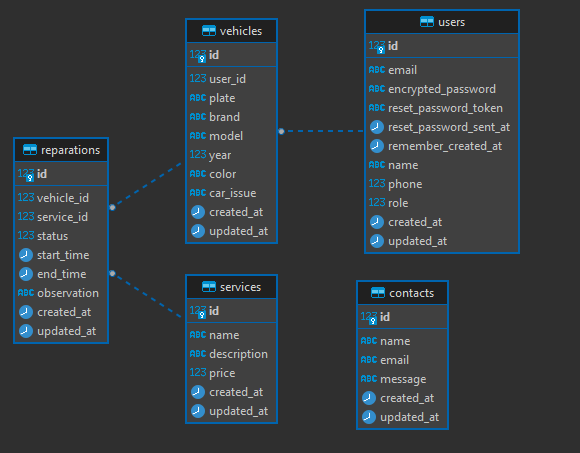 vehicles
123 id
123 user_id
ABC plate
ABC brand
ABC model
123 year
ABC color
ABC car_issue
created_at
updated_at
users
123 id
ABC email
ABC encrypted_password
ABC reset_password_token
reset_password_sent_at
remember_created_at
ABC name
123 phone
123 role
created_at
updated_at
reparations
123 id
123 vehicle_id
123 service_id
123 status
start_time
end_time
ABC observation
created_at
updated_at
services
123 id
ABC name
ABC description
123 price
created_at
updated_at
contacts
123 id
ABC name
ABC email
ABC message
created_at
updated_at